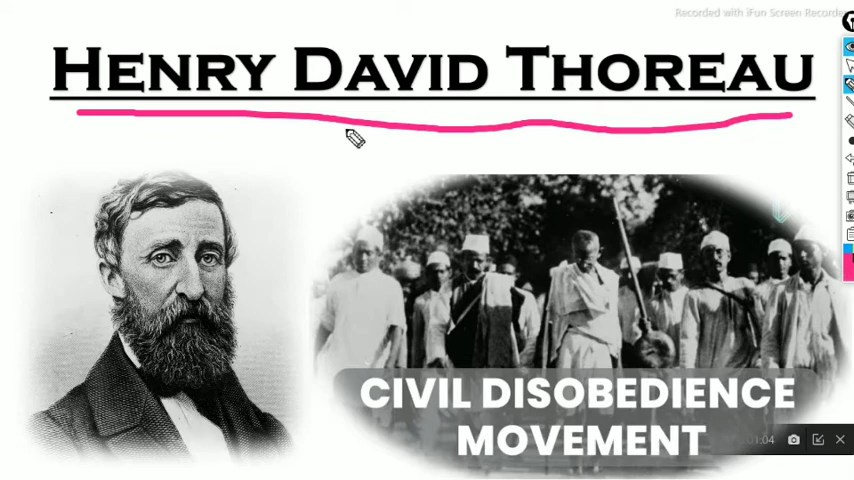 Recorded with iFun Screen Recorder
HENRY DAVID THOREAU
CIVIL DISOBEDIENCE
MOVEMENT
01:04